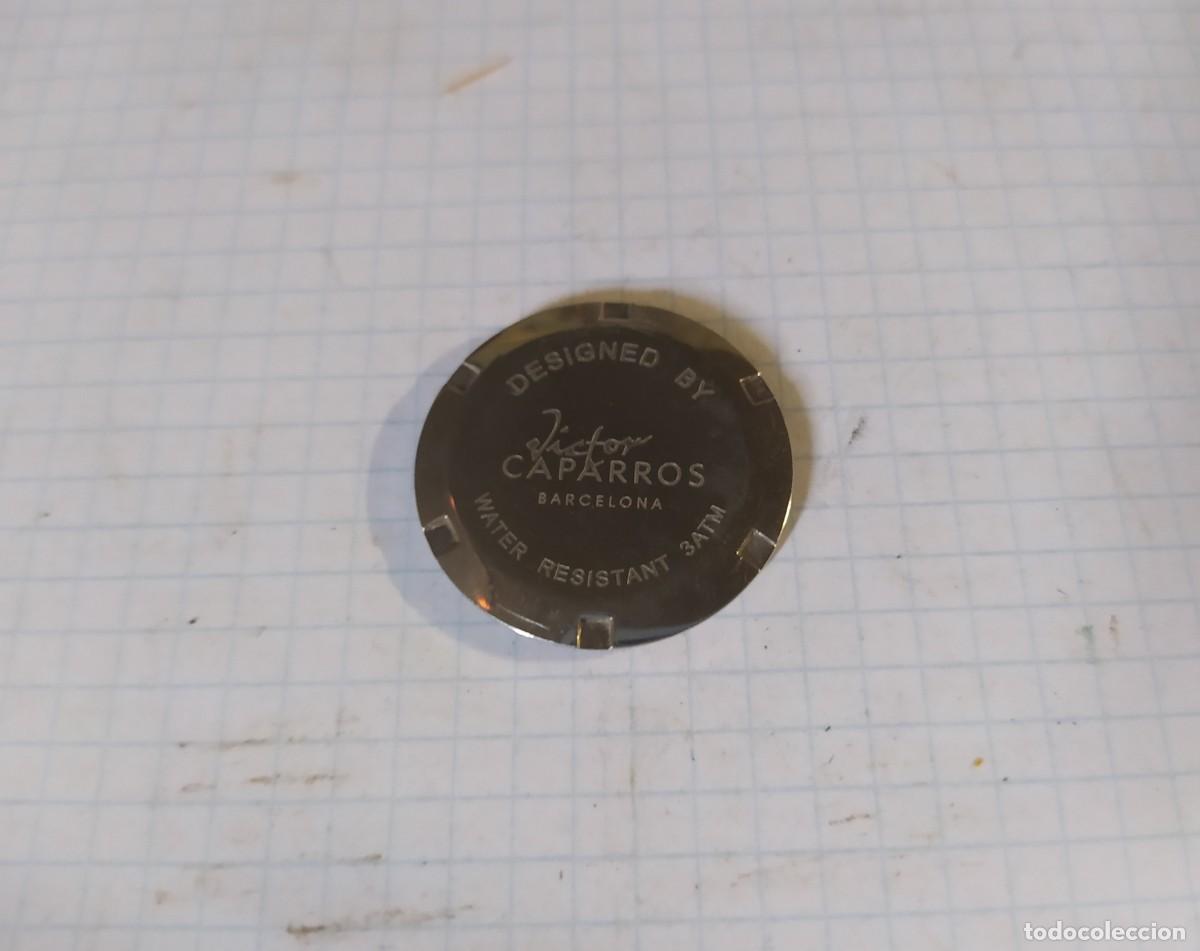 DESIGNED BY
Victor
CAPARROS
BARCELONA
WATER RESISTANT 3ATM
todocoleccion